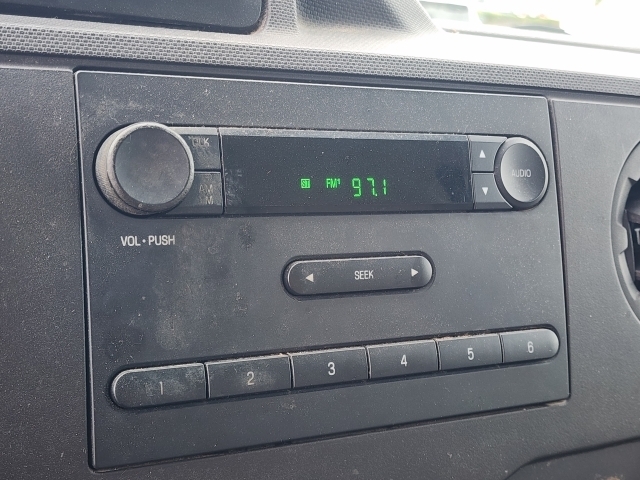 CLK
AM
FM
ST FM¹ 97.1
AUDIO
VOL • PUSH
SEEK
1 2 3 4 5 6